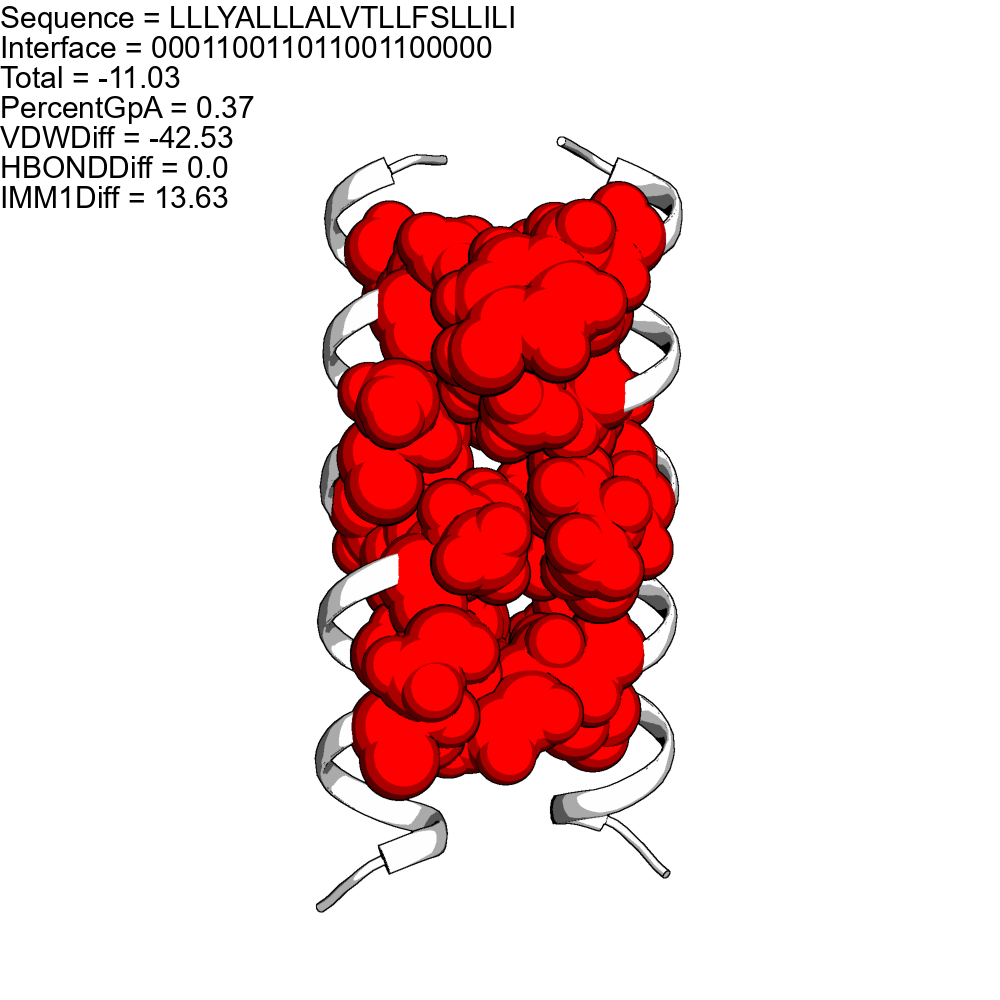 Sequence = LLLYALLLALVTLLFSLLILI
Interface = 000110011011001100000
Total = -11.03
PercentGpA = 0.37
VDWDiff = -42.53
HBONDDiff = 0.0
IMM1Diff = 13.63